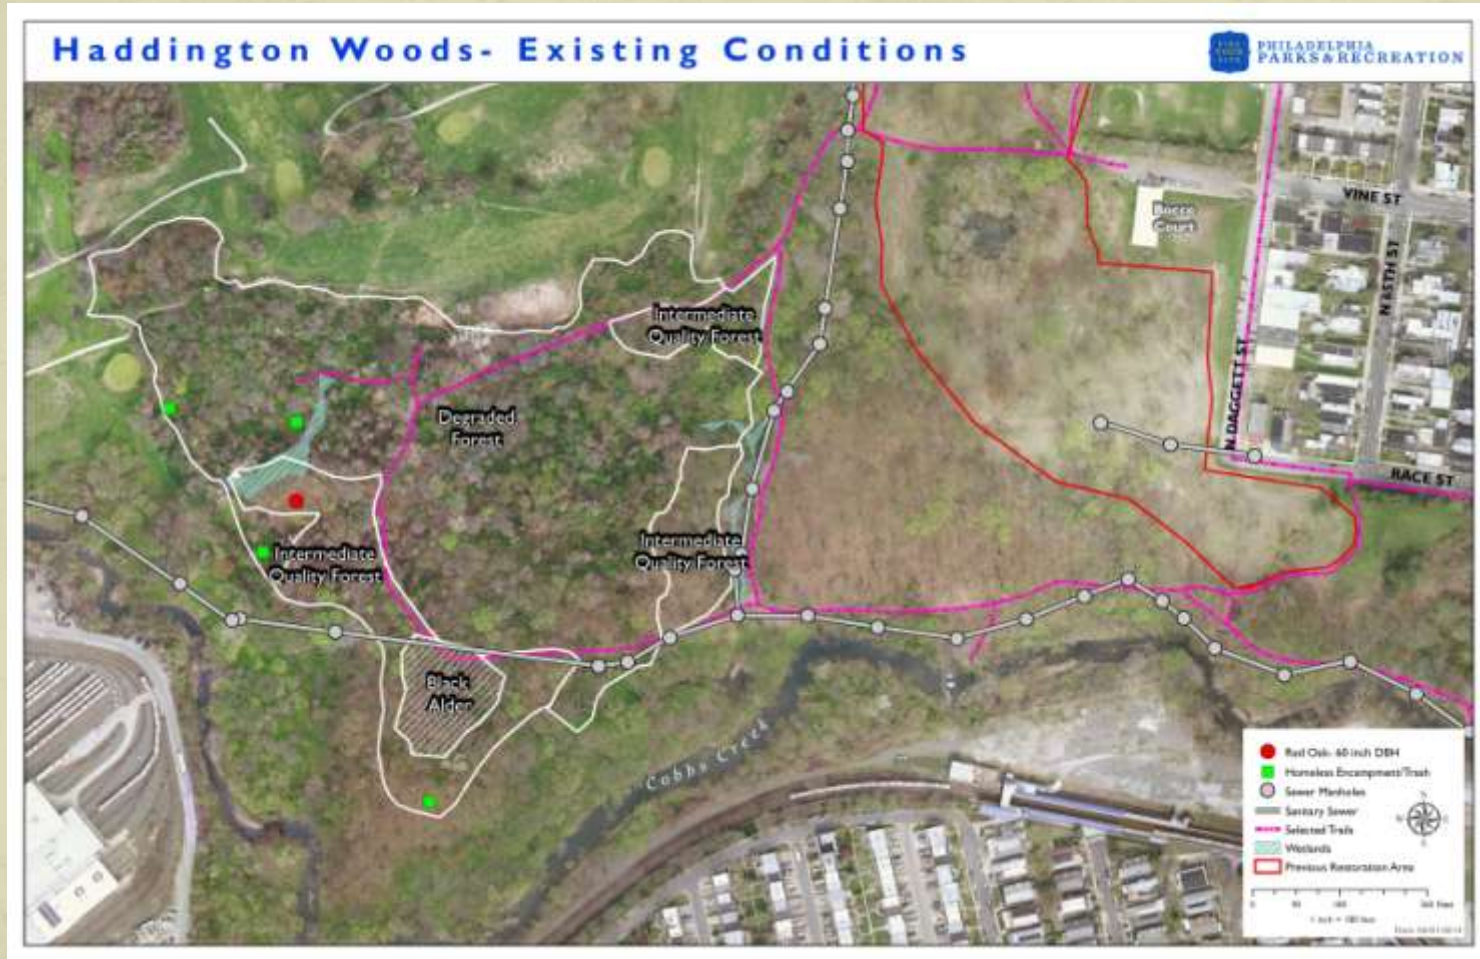 Haddington Woods- Existing Conditions
PHILADELPHIA
PARKS & RECREATION
VINE ST
Bocce
Court
N 65TH ST
Intermediate
Quality Forest
N DAGGETT ST
Degraded
Forest
RACE ST
Intermediate
Quality Forest
Intermediate
Quality Forest
Black
Alder
Cobbs Creek
Red Oak- 60 inch DBH
Homeless Encampment/Trash
Sewer Manholes
Sanitary Sewer
Selected Trails
Wetlands
Previous Restoration Area
N
0